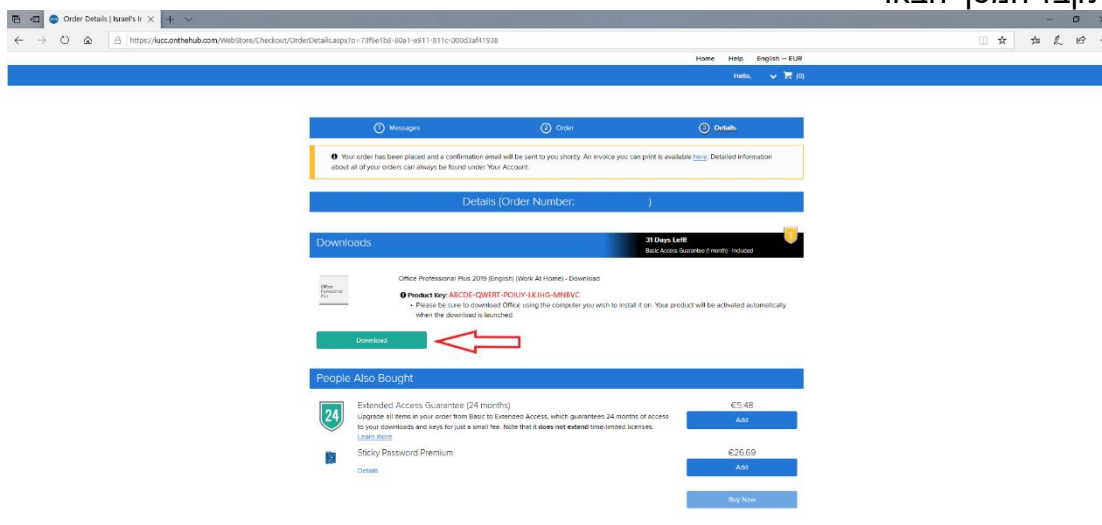 Order Details | Israel's Ir
https://iucc.onthehub.com/WebStore/Checkout/OrderDetails.aspx?o=73f6e1b8-80a1-e911-811c-000d3af41938
Home Help English — EUR
Hello, (0)
1 Messages 2 Order 3 Details
Your order has been placed and a confirmation email will be sent to you shortly. An invoice you can print is available here. Detailed information
about all of your orders can always be found under Your Account.
Details (Order Number: )
Downloads
31 Days Left!
Basic Access Guarantee (1 month) - Included
1
Office Professional Plus 2019 (English) (Work At Home) - Download
Office
Professional
Plus
Product Key: ABCDE-QWERT-POIUY-LKJHG-MNBVC
• Please be sure to download Office using the computer you wish to install it on. Your product will be activated automatically
when the download is launched.
Download
People Also Bought
24
Extended Access Guarantee (24 months)
€5.48
Upgrade all items in your order from Basic to Extended Access, which guarantees 24 months of access
to your downloads and keys for just a small fee. Note that it does not extend time-limited licenses.
Add
Learn more
Sticky Password Premium
€26.69
Details
Add
Buy Now